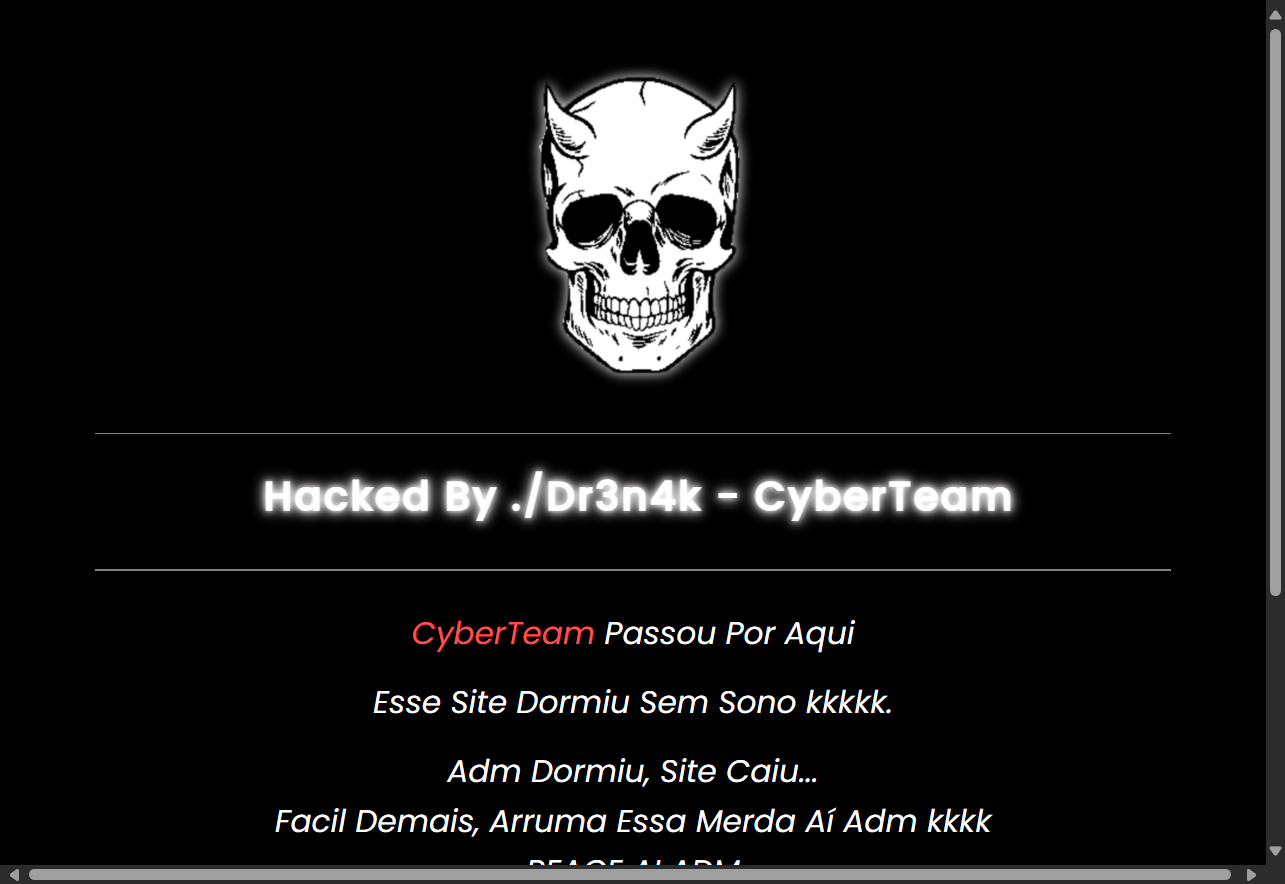 Hacked By ./Dr3n4k - CyberTeam
CyberTeam Passou Por Aqui
Esse Site Dormiu Sem Sono kkkkk.
Adm Dormiu, Site Caiu...
Facil Demais, Arruma Essa Merda Aí Adm kkkk